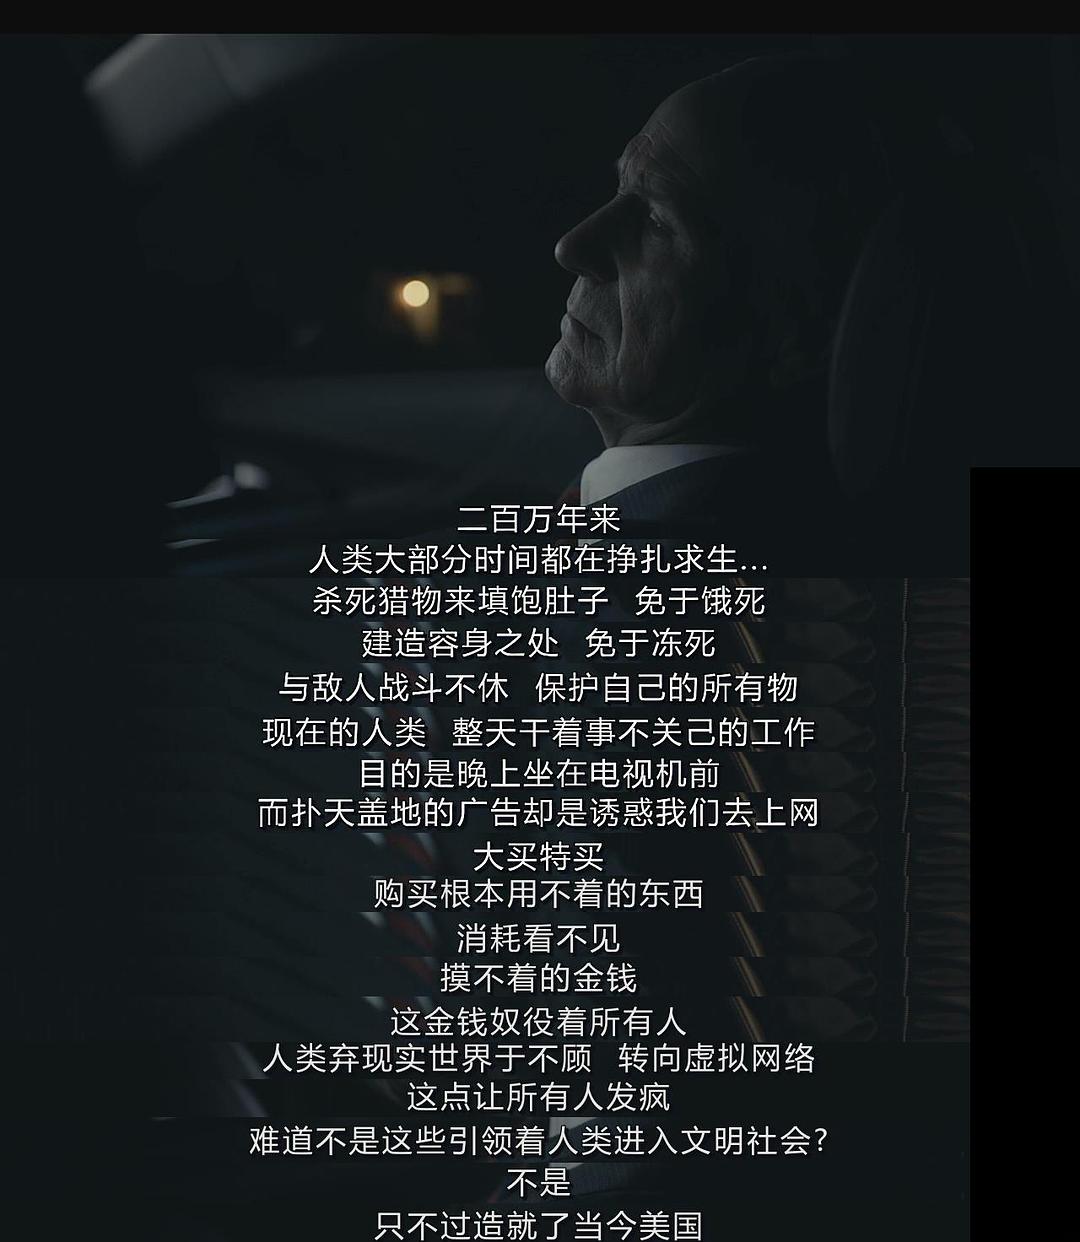 二百万年来
人类大部分时间都在挣扎求生...
杀死猎物来填饱肚子 免于饿死
建造容身之处 免于冻死
与敌人战斗不休 保护自己的所有物
现在的人类 整天干着事不关己的工作
目的是晚上坐在电视机前
而扑天盖地的广告却是诱惑我们去上网
大买特买
购买根本用不着的东西
消耗看不见
摸不着的金钱
这金钱奴役着所有人
人类弃现实世界于不顾 转向虚拟网络
这点让所有人发疯
难道不是这些引领着人类进入文明社会?
不是
只不过造就了当今美国